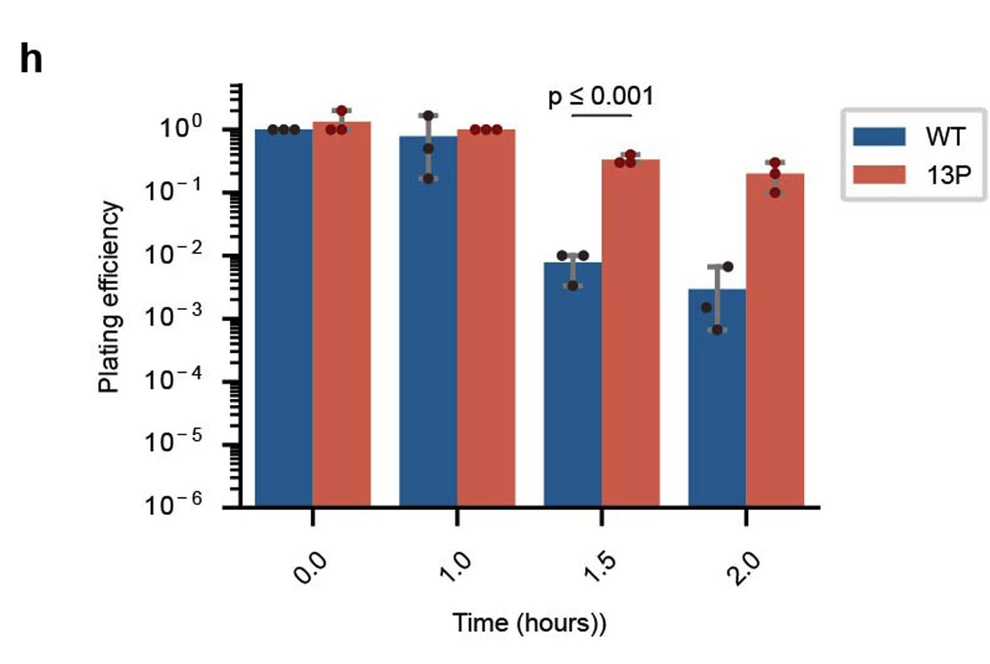 h
p ≤ 0.001
WT
13P
10⁰
10⁻¹
10⁻²
10⁻³
10⁻⁴
10⁻⁵
10⁻⁶
Plating efficiency
0.0 1.0 1.5 2.0
Time (hours))